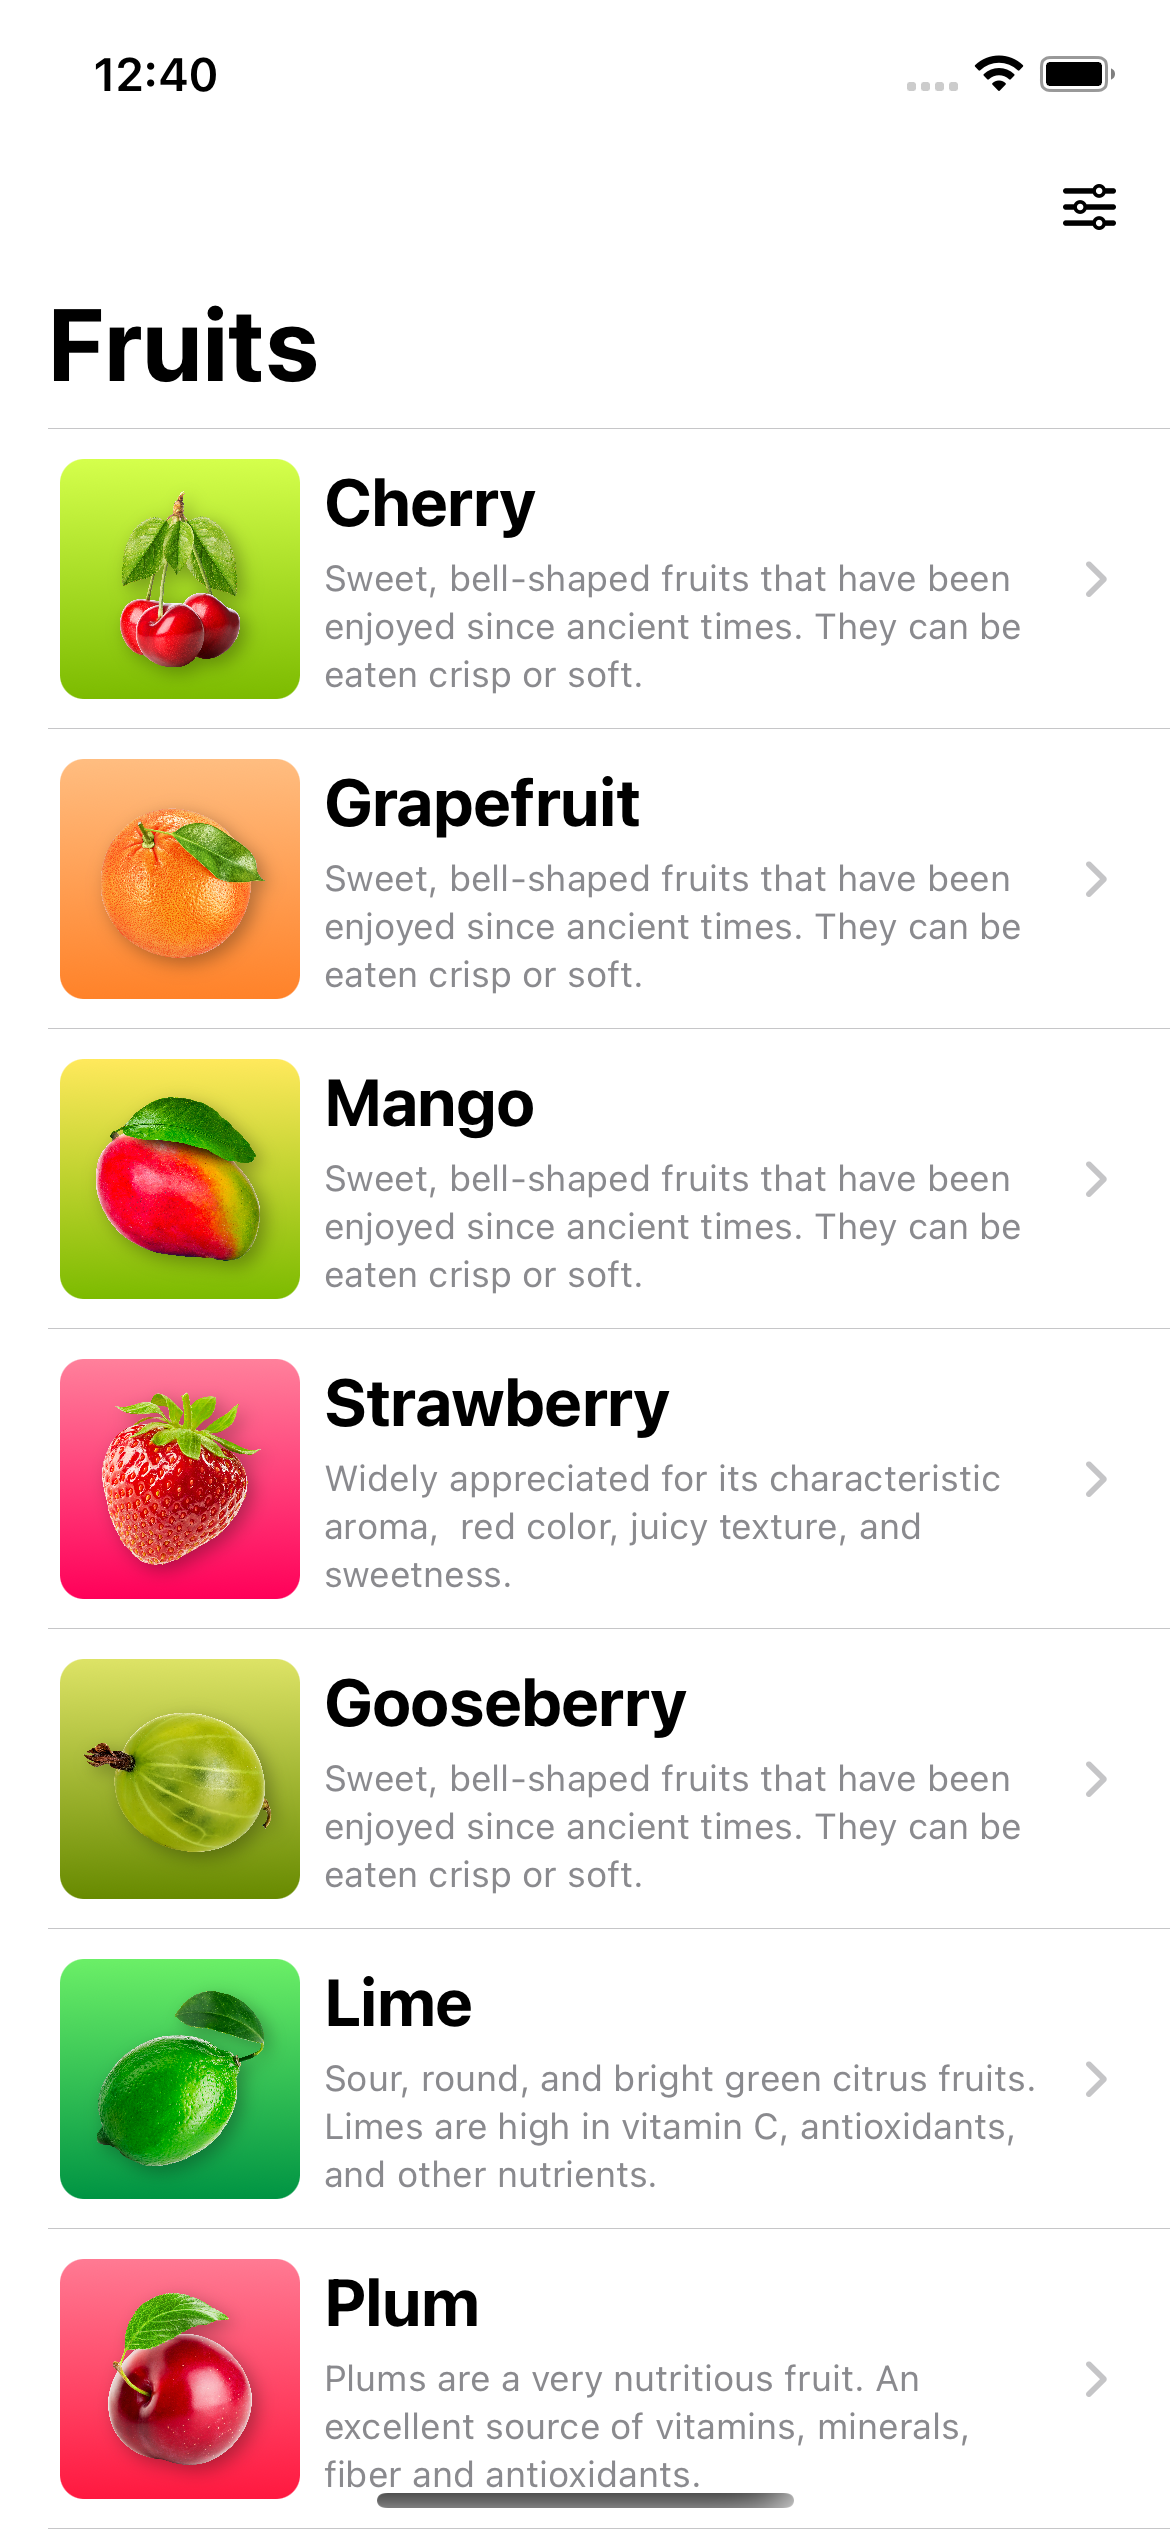 12:40
Fruits
Cherry
Sweet, bell-shaped fruits that have been
enjoyed since ancient times. They can be
eaten crisp or soft.
Grapefruit
Sweet, bell-shaped fruits that have been
enjoyed since ancient times. They can be
eaten crisp or soft.
Mango
Sweet, bell-shaped fruits that have been
enjoyed since ancient times. They can be
eaten crisp or soft.
Strawberry
Widely appreciated for its characteristic
aroma,  red color, juicy texture, and
sweetness.
Gooseberry
Sweet, bell-shaped fruits that have been
enjoyed since ancient times. They can be
eaten crisp or soft.
Lime
Sour, round, and bright green citrus fruits.
Limes are high in vitamin C, antioxidants,
and other nutrients.
Plum
Plums are a very nutritious fruit. An
excellent source of vitamins, minerals,
fiber and antioxidants.